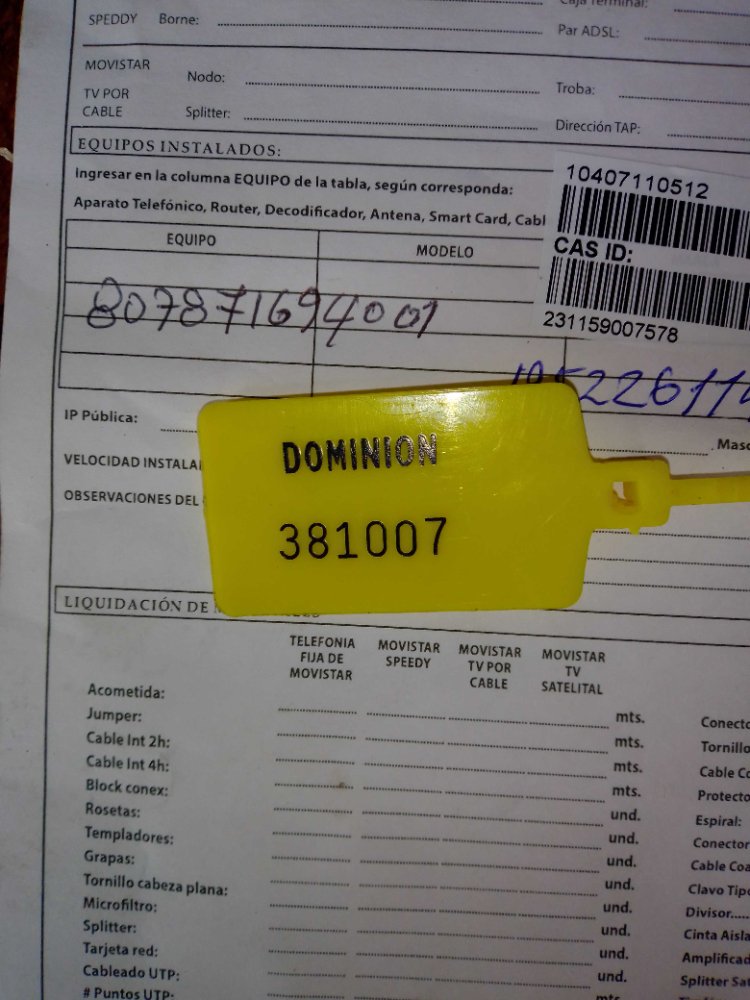 Caja Terminal:
SPEDDY Borne:
Par ADSL:
MOVISTAR
TV POR
CABLE
Nodo:
Troba:
Splitter:
Dirección TAP:
EQUIPOS INSTALADOS:
Ingresar en la columna EQUIPO de la tabla, según corresponda:
Aparato Telefónico, Router, Decodificador, Antena, Smart Card, Cabl
10407110512
CAS ID:
231159007578
EQUIPO MODELO
807871694001
IP Pública:
Masc
VELOCIDAD INSTALA
OBSERVACIONES DEL
DOMINION
381007
LIQUIDACIÓN DE
TELEFONIA FIJA DE MOVISTAR
MOVISTAR SPEEDY
MOVISTAR TV POR CABLE
MOVISTAR TV SATELITAL
Acometida: mts. Conecto
Jumper: mts. Tornillo
Cable Int 2h: mts. Cable Co
Cable Int 4h: mts. Protecto
Block conex: und. Espiral:
Rosetas: und. Conector
Templadores: und. Cable Coa
Grapas: und. Clavo Tipo
Tornillo cabeza plana: und. Divisor.....
Microfiltro: und. Cinta Aisla
Splitter: und. Amplificad
Tarjeta red: und. Splitter Sat
Cableado UTP: mts.
# Puntos UTP: